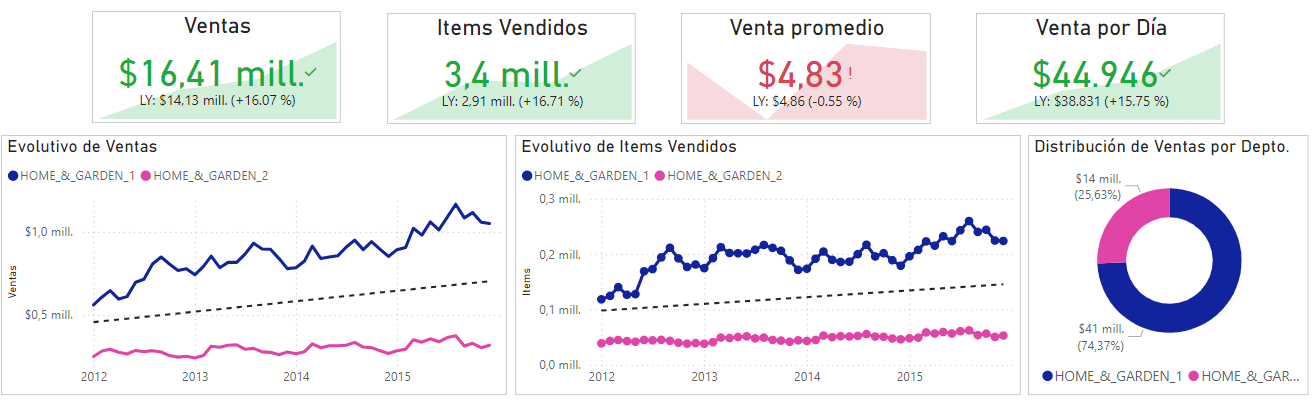 Ventas
$16,41 mill.
LY: $14,13 mill. (+16.07 %)
Items Vendidos
3,4 mill.
LY: 2,91 mill. (+16.71 %)
Venta promedio
$4,83 !
LY: $4,86 (-0.55 %)
Venta por Día
$44.946
LY: $38.831 (+15.75 %)
Evolutivo de Ventas
HOME_&_GARDEN_1 HOME_&_GARDEN_2
$1,0 mill.
$0,5 mill.
Ventas
2012 2013 2014 2015
Evolutivo de Items Vendidos
HOME_&_GARDEN_1 HOME_&_GARDEN_2
0,3 mill.
0,2 mill.
0,1 mill.
0,0 mill.
Items
2012 2013 2014 2015
Distribución de Ventas por Depto.
$14 mill.
(25,63%)
$41 mill.
(74,37%)
HOME_&_GARDEN_1 HOME_&_GAR...